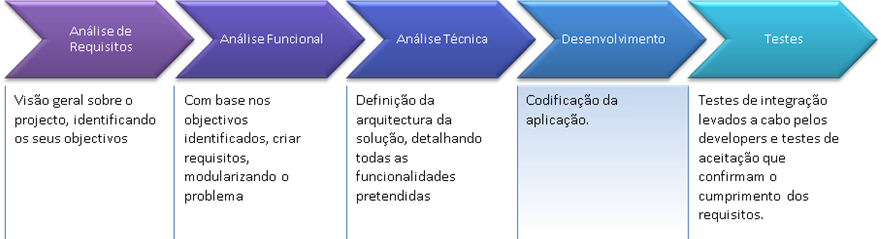 Análise de
Requisitos
Análise Funcional
Análise Técnica
Desenvolvimento
Testes
Visão geral sobre o
projecto, identificando
os seus objectivos
Com base nos
objectivos
identificados, criar
requisitos,
modularizando o
problema
Definição da
arquitectura da
solução, detalhando
todas as
funcionalidades
pretendidas
Codificação da
aplicação.
Testes de integração
levados a cabo pelos
developers e testes de
aceitação que
confirmam o
cumprimento dos
requisitos.